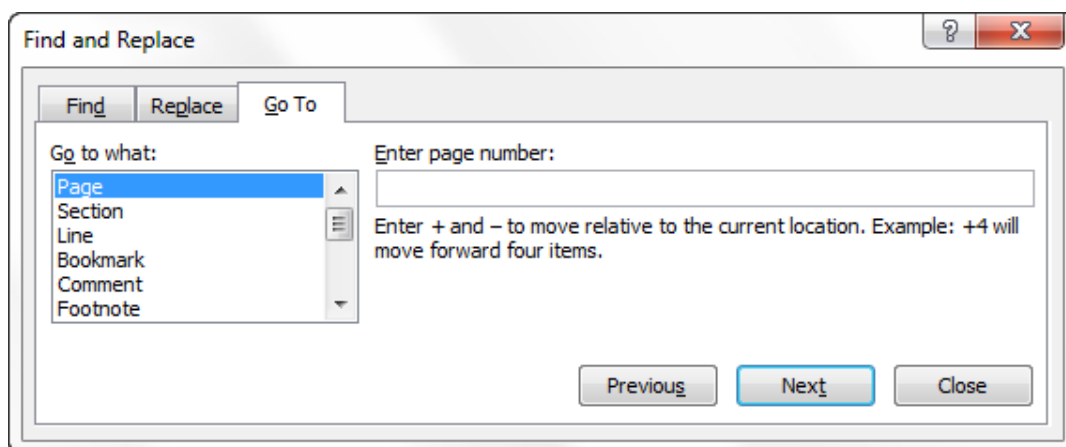 Find and Replace
Find Replace Go To
Go to what:
Page
Section
Line
Bookmark
Comment
Footnote
Enter page number:
Enter + and – to move relative to the current location. Example: +4 will
move forward four items.
Previous Next Close